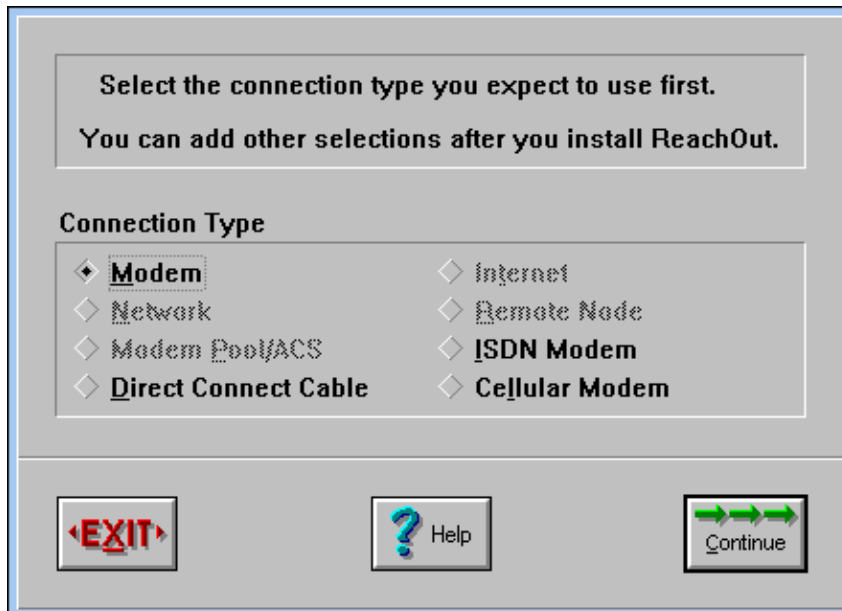 Select the connection type you expect to use first.
You can add other selections after you install ReachOut.
Connection Type
Modem
Internet
Network
Remote Node
Modem Pool/ACS
ISDN Modem
Direct Connect Cable
Cellular Modem
EXIT
Help
Continue